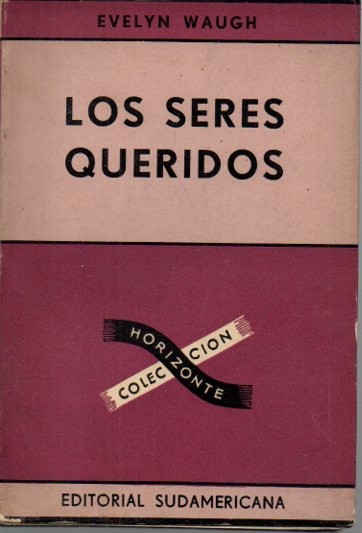 EVELYN WAUGH
LOS SERES
QUERIDOS
COLECCION
HORIZONTE
EDITORIAL SUDAMERICANA